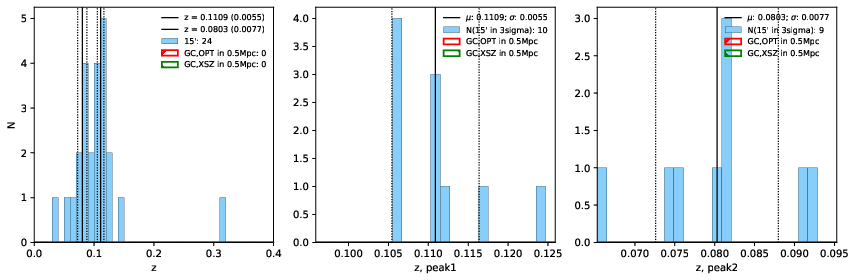 z = 0.1109 (0.0055)
z = 0.0803 (0.0077)
15': 24
GC,OPT in 0.5Mpc: 0
GC,XSZ in 0.5Mpc: 0
N
5
4
3
2
1
0
0.0 0.1 0.2 0.3 0.4
z
μ: 0.1109; σ: 0.0055
N(15' in 3sigma): 10
GC,OPT in 0.5Mpc
GC,XSZ in 0.5Mpc
4.0
3.5
3.0
2.5
2.0
1.5
1.0
0.5
0.0
0.100 0.105 0.110 0.115 0.120 0.125
z, peak1
μ: 0.0803; σ: 0.0077
N(15' in 3sigma): 9
GC,OPT in 0.5Mpc
GC,XSZ in 0.5Mpc
3.0
2.5
2.0
1.5
1.0
0.5
0.0
0.070 0.075 0.080 0.085 0.090 0.095
z, peak2